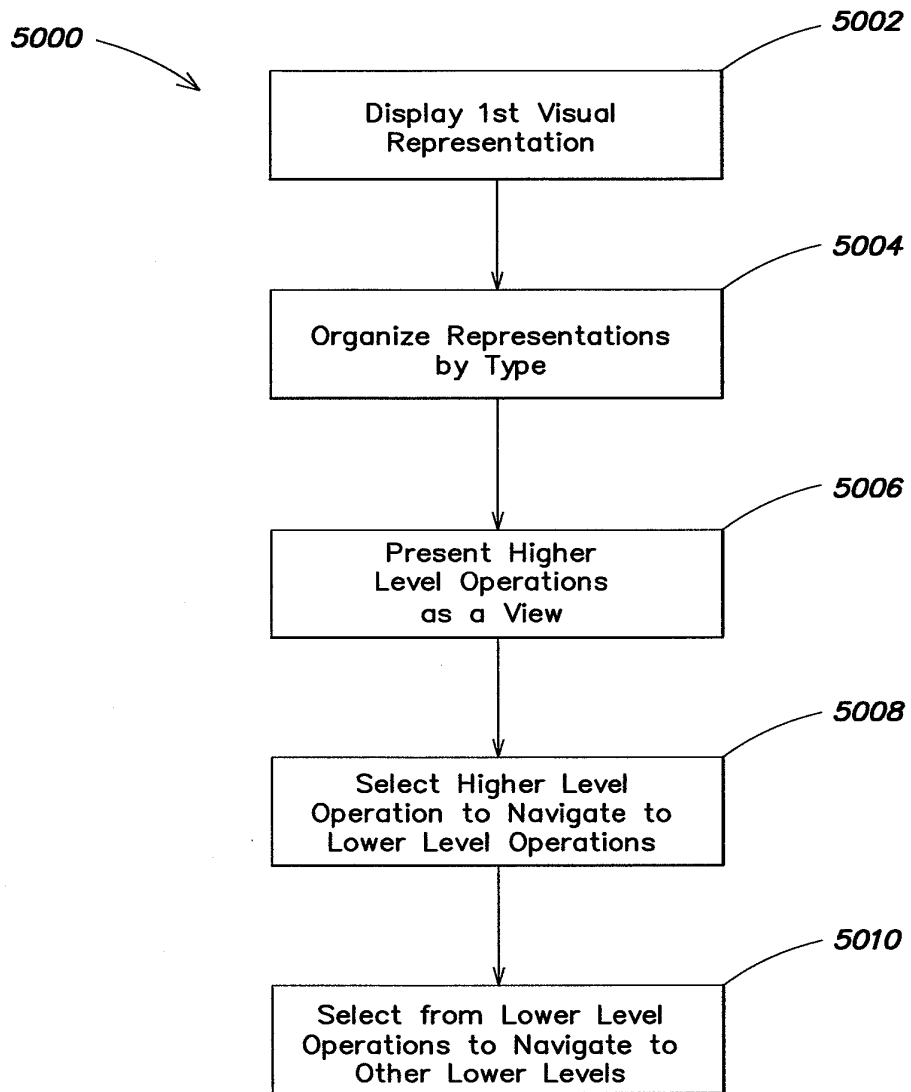 5000
5002
Display 1st Visual
Representation
5004
Organize Representations
by Type
5006
Present Higher
Level Operations
as a View
5008
Select Higher Level
Operation to Navigate to
Lower Level Operations
5010
Select from Lower Level
Operations to Navigate to
Other Lower Levels